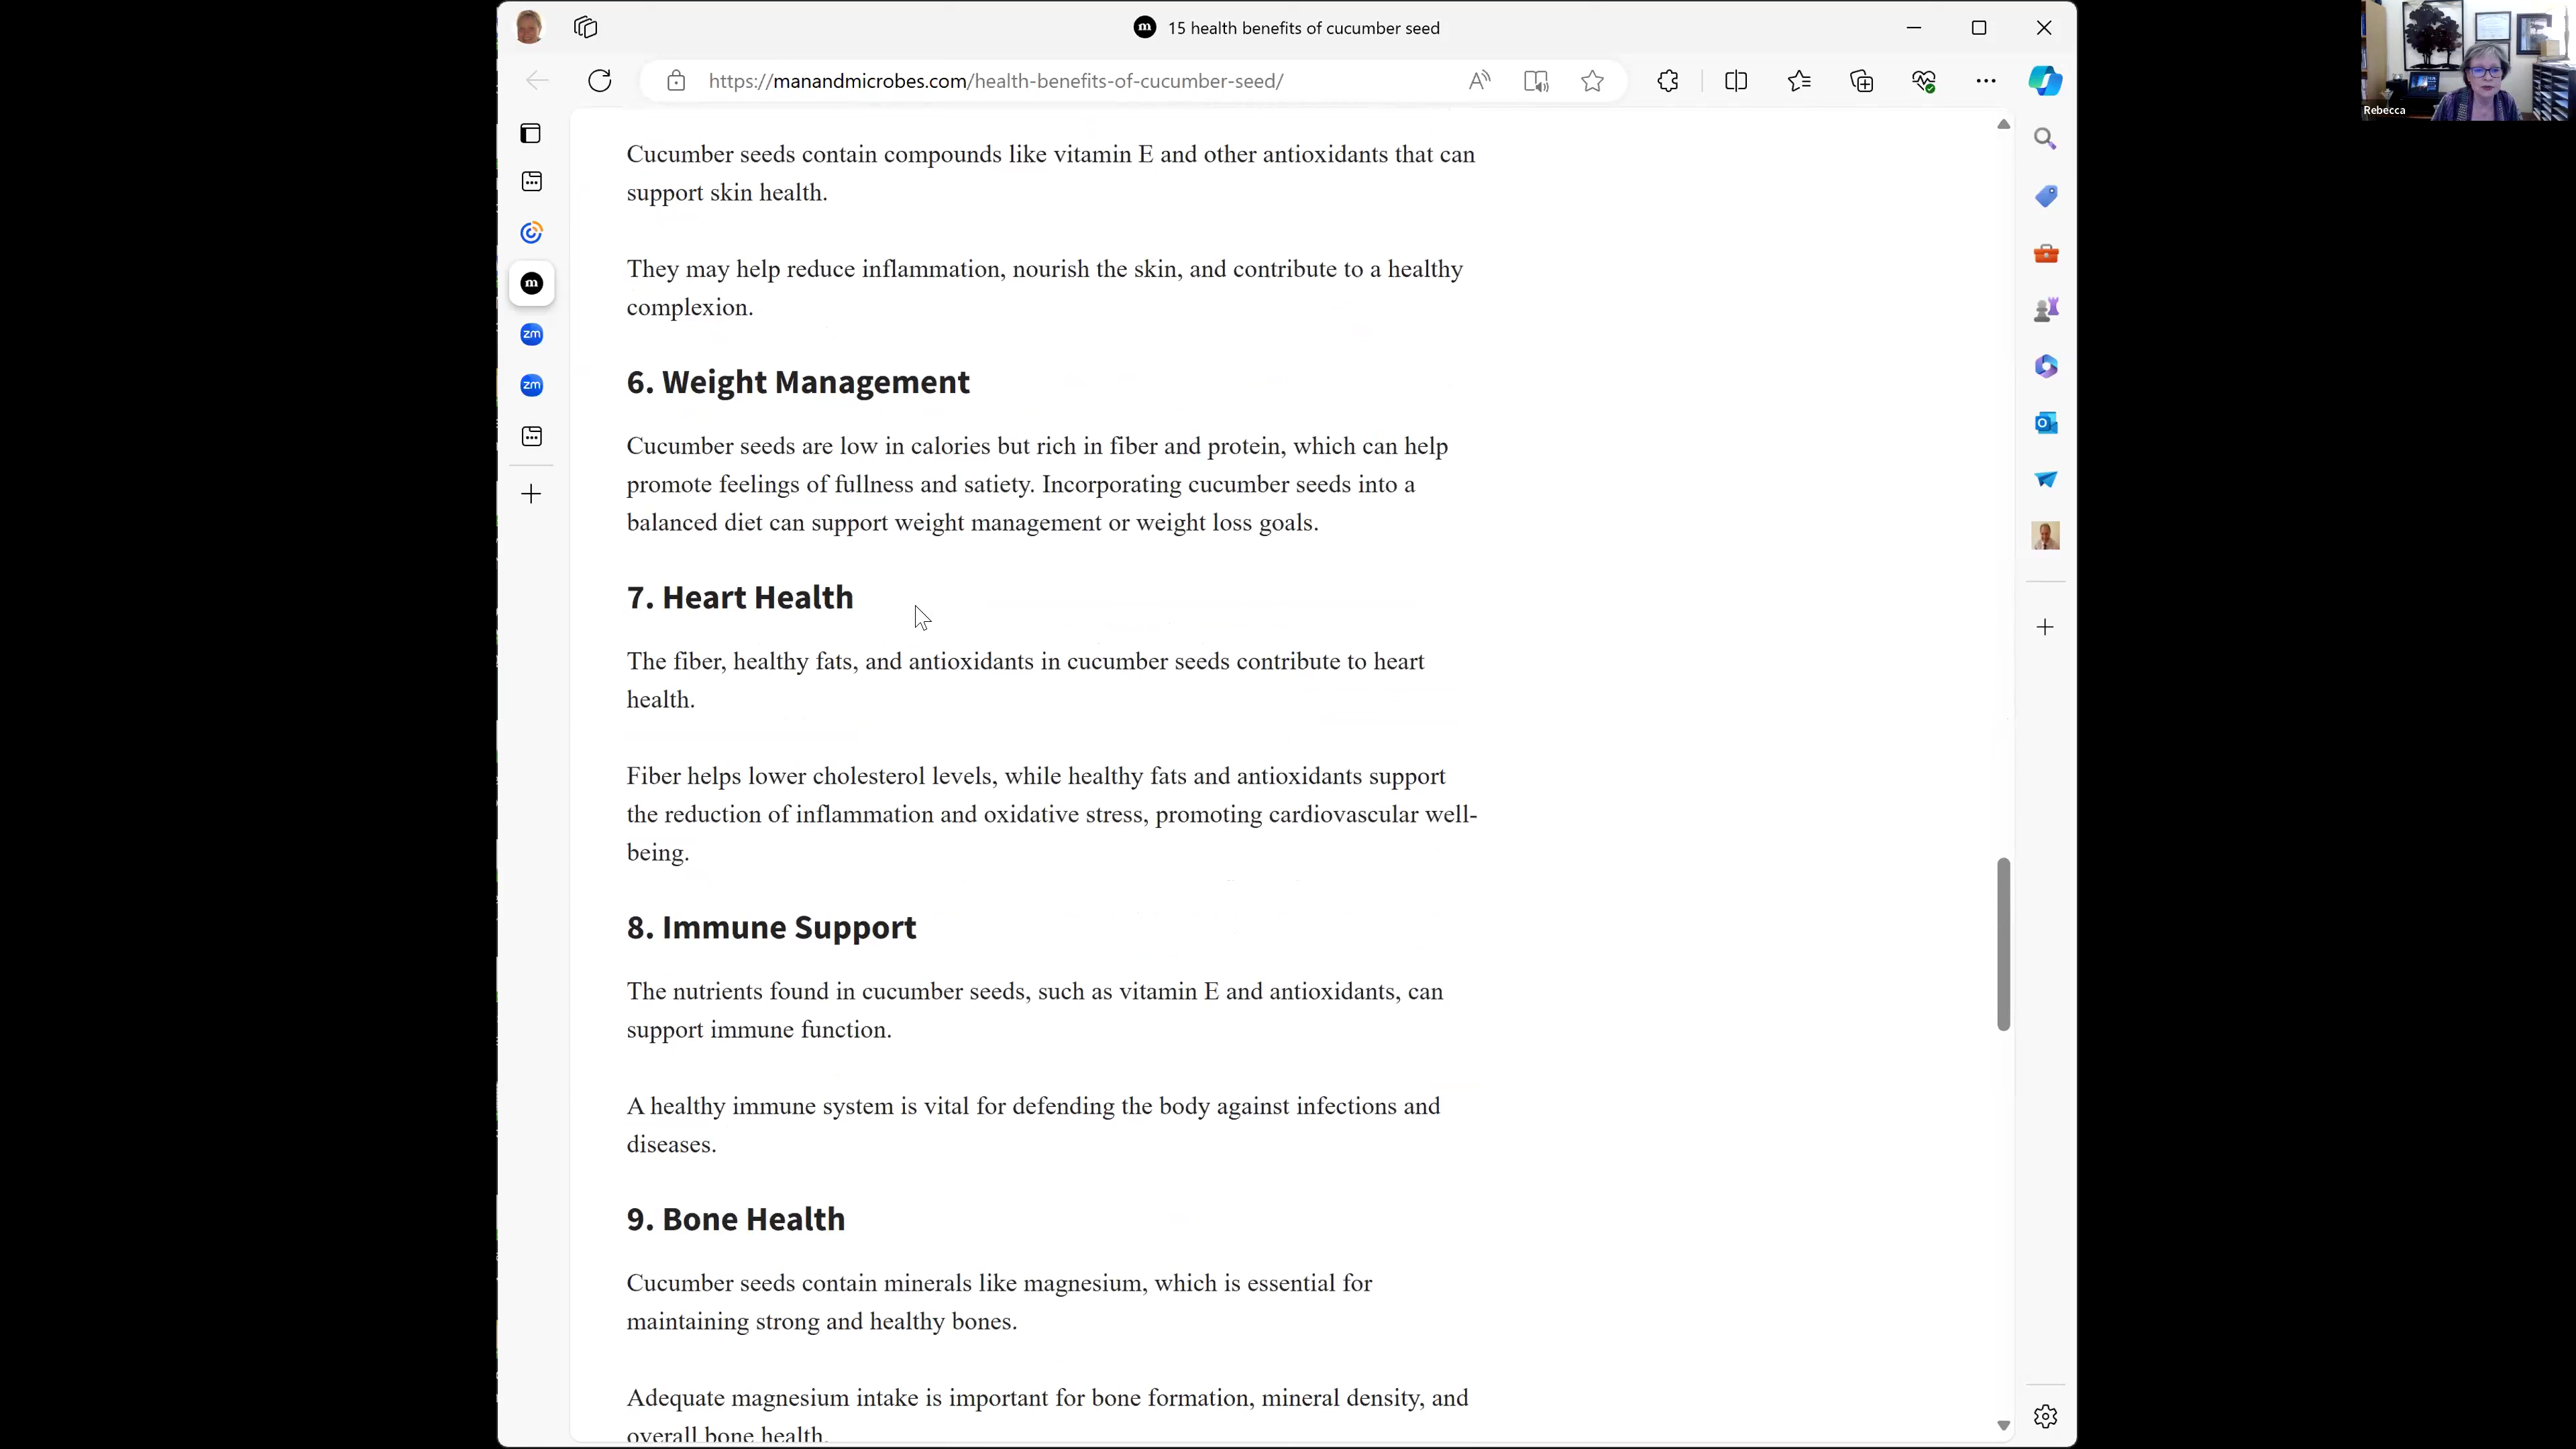 15 health benefits of cucumber seed
https://manandmicrobes.com/health-benefits-of-cucumber-seed/
Rebecca
Cucumber seeds contain compounds like vitamin E and other antioxidants that can
support skin health.
They may help reduce inflammation, nourish the skin, and contribute to a healthy
complexion.
6. Weight Management
Cucumber seeds are low in calories but rich in fiber and protein, which can help
promote feelings of fullness and satiety. Incorporating cucumber seeds into a
balanced diet can support weight management or weight loss goals.
7. Heart Health
The fiber, healthy fats, and antioxidants in cucumber seeds contribute to heart
health.
Fiber helps lower cholesterol levels, while healthy fats and antioxidants support
the reduction of inflammation and oxidative stress, promoting cardiovascular well-
being.
8. Immune Support
The nutrients found in cucumber seeds, such as vitamin E and antioxidants, can
support immune function.
A healthy immune system is vital for defending the body against infections and
diseases.
9. Bone Health
Cucumber seeds contain minerals like magnesium, which is essential for
maintaining strong and healthy bones.
Adequate magnesium intake is important for bone formation, mineral density, and
overall bone health.
m
m
zm
zm